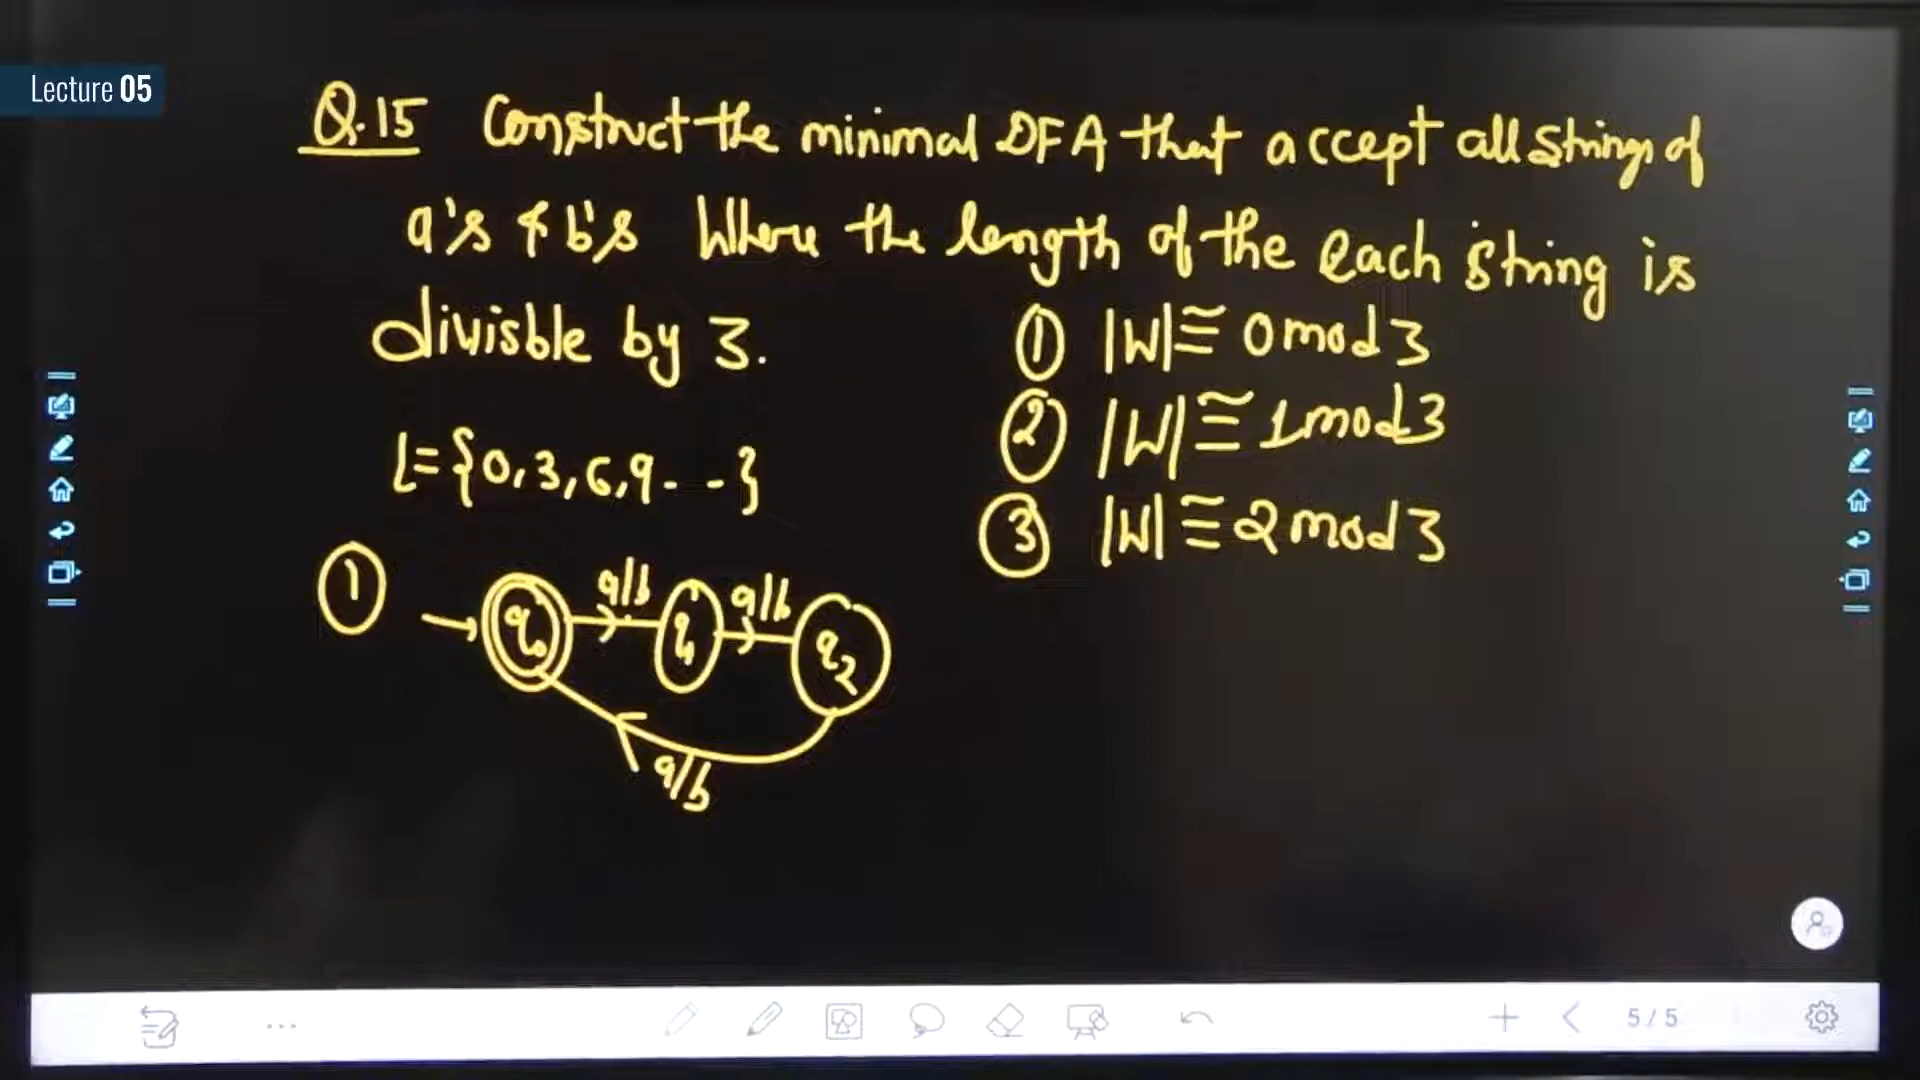 Lecture 05
Q.15 Construct the minimal DFA that accept all strings of
a's & b's Where the length of the each string is
divisble by 3.
① |W| ≅ 0 mod 3
② |W| ≅ 1 mod 3
L={0,3,6,9---}
③ |W| ≅ 2 mod 3
①
a/b
a/b
q0
q1
q2
a/b
5 / 5